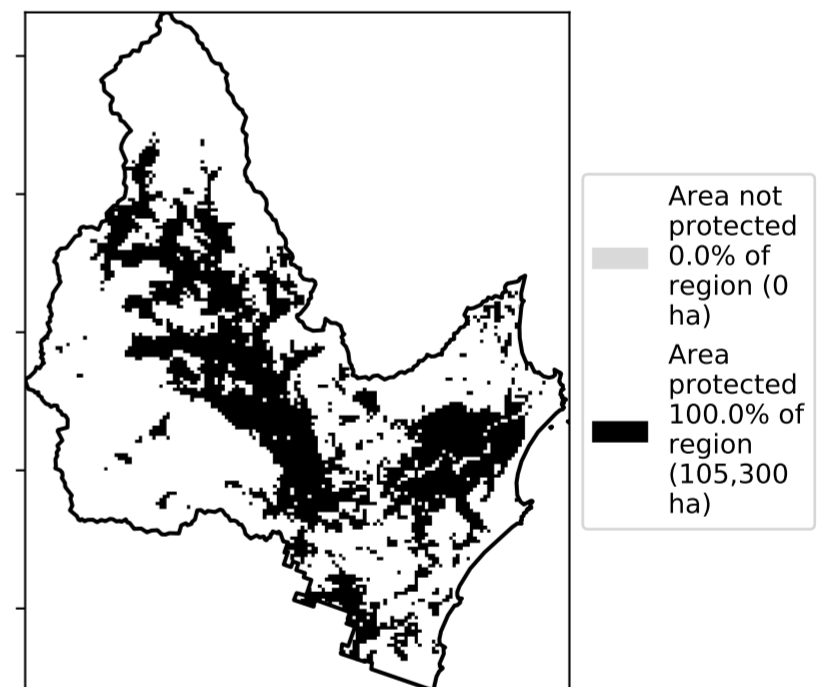 Area not
protected
0.0% of
region (0
ha)
Area
protected
100.0% of
region
(105,300
ha)